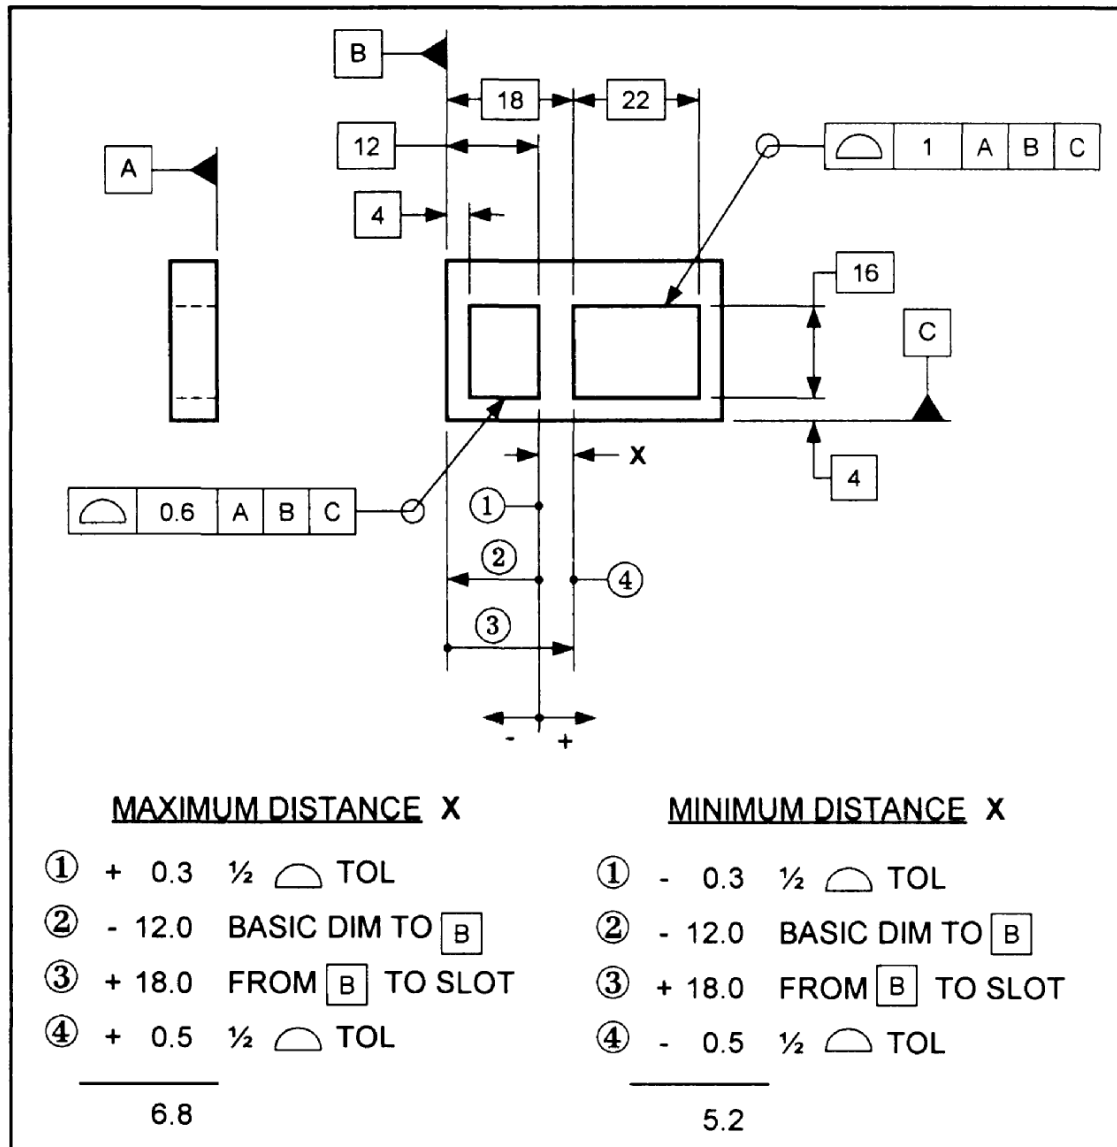 B
18 22
12
1 A B C
A
4
16
C
X
4
0.6 A B C
①
②
④
③
- +
MAXIMUM DISTANCE X
① + 0.3 ½ ⌓ TOL
② - 12.0 BASIC DIM TO B
③ + 18.0 FROM B TO SLOT
④ + 0.5 ½ ⌓ TOL
6.8
MINIMUM DISTANCE X
① - 0.3 ½ ⌓ TOL
② - 12.0 BASIC DIM TO B
③ + 18.0 FROM B TO SLOT
④ - 0.5 ½ ⌓ TOL
5.2